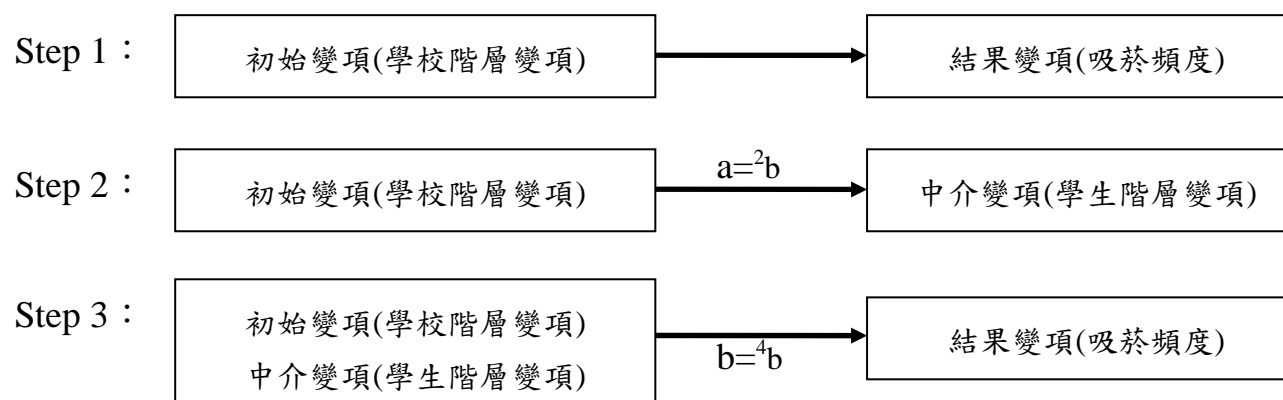 Step 1：
初始變項(學校階層變項)
結果變項(吸菸頻度)
Step 2：
初始變項(學校階層變項)
a=²b
中介變項(學生階層變項)
Step 3：
初始變項(學校階層變項)
中介變項(學生階層變項)
b=⁴b
結果變項(吸菸頻度)